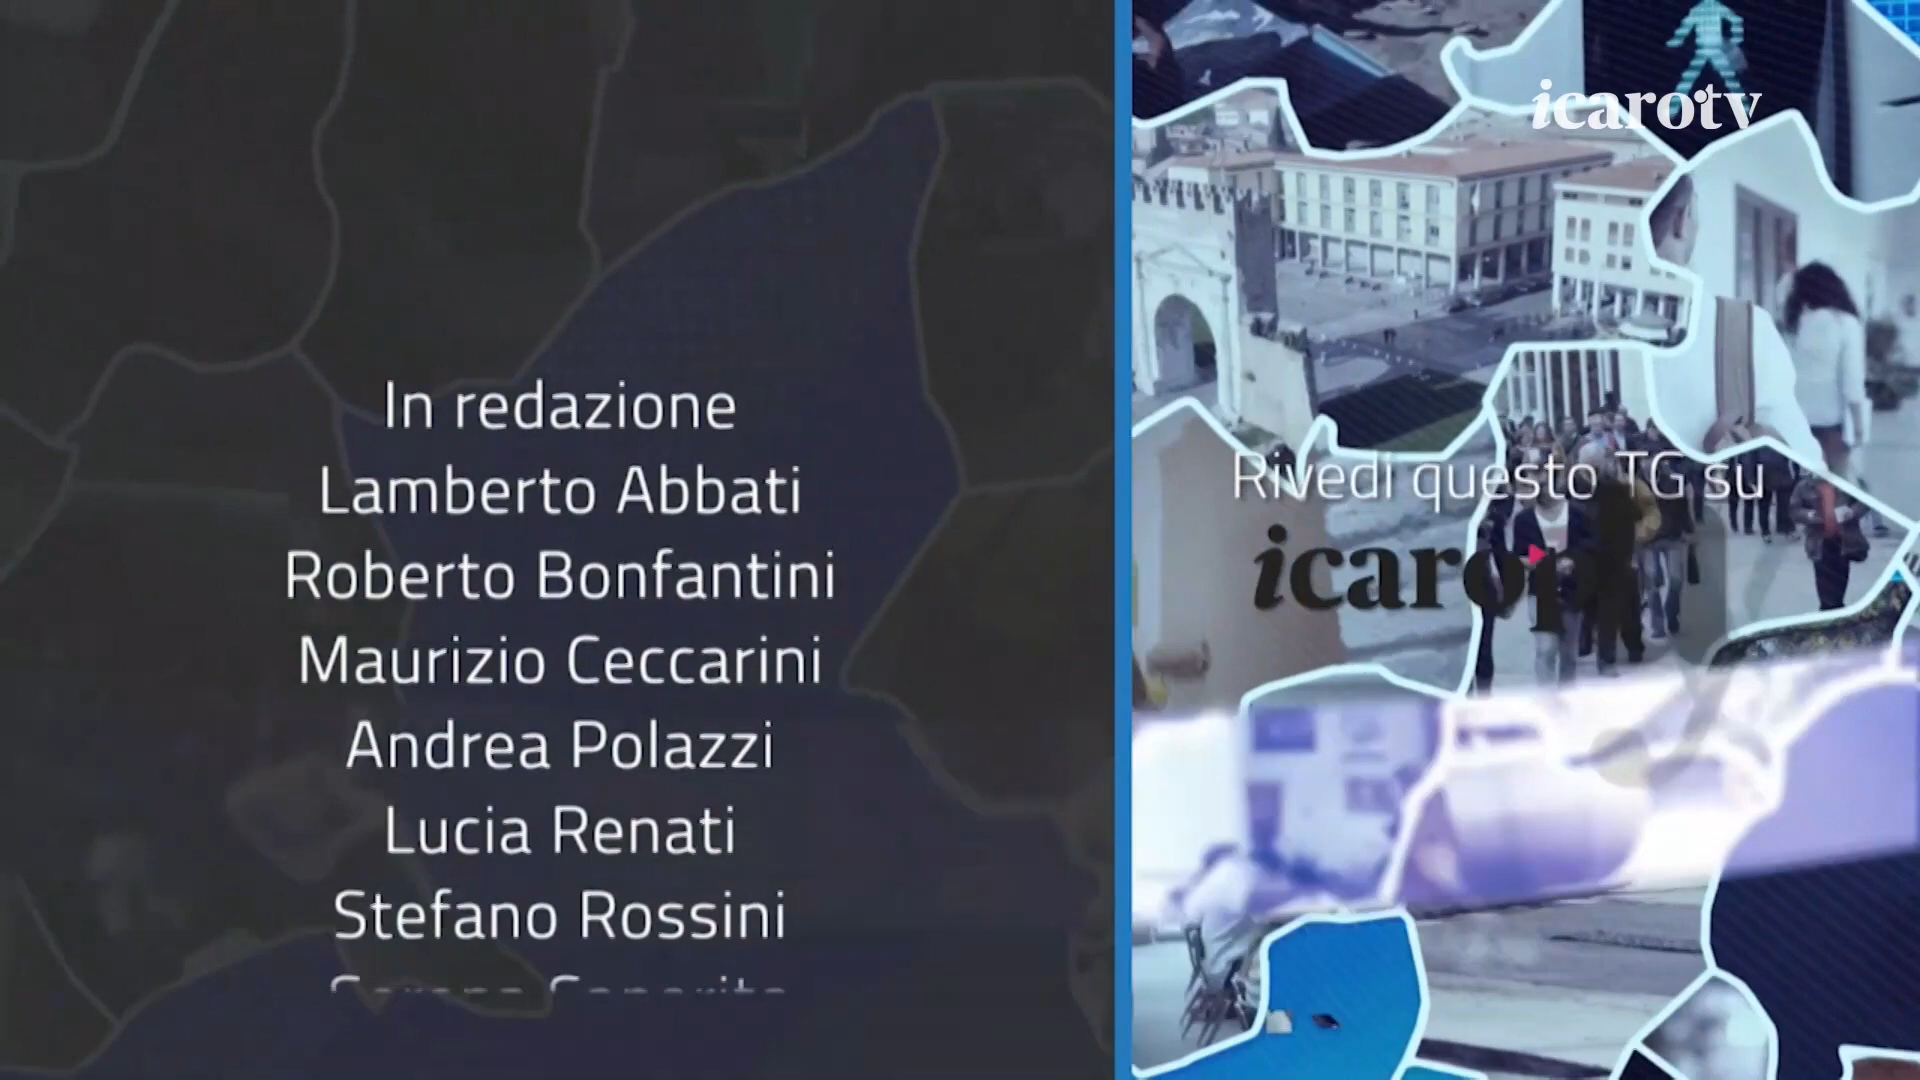 In redazione
Lamberto Abbati
Roberto Bonfantini
Maurizio Ceccarini
Andrea Polazzi
Lucia Renati
Stefano Rossini
icarotv
Rivedi questo TG su